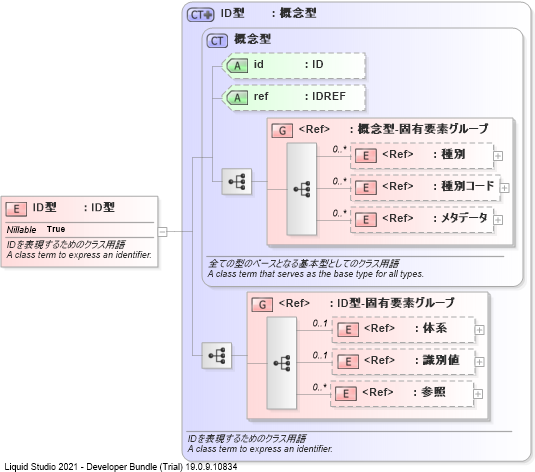 CT ID型 : 概念型
CT 概念型
A id : ID
A ref : IDREF
G <Ref> : 概念型-固有要素グループ
0..* E <Ref> : 種別
0..* E <Ref> : 種別コード
0..* E <Ref> : メタデータ
E ID型 : ID型
Nillable True
IDを表現するためのクラス用語
A class term to express an identifier.
全ての型のベースとなる基本型としてのクラス用語
A class term that serves as the base type for all types.
G <Ref> : ID型-固有要素グループ
0..1 E <Ref> : 体系
0..1 E <Ref> : 識別値
0..* E <Ref> : 参照
IDを表現するためのクラス用語
A class term to express an identifier.
Liquid Studio 2021 - Developer Bundle (Trial) 19.0.9.10834